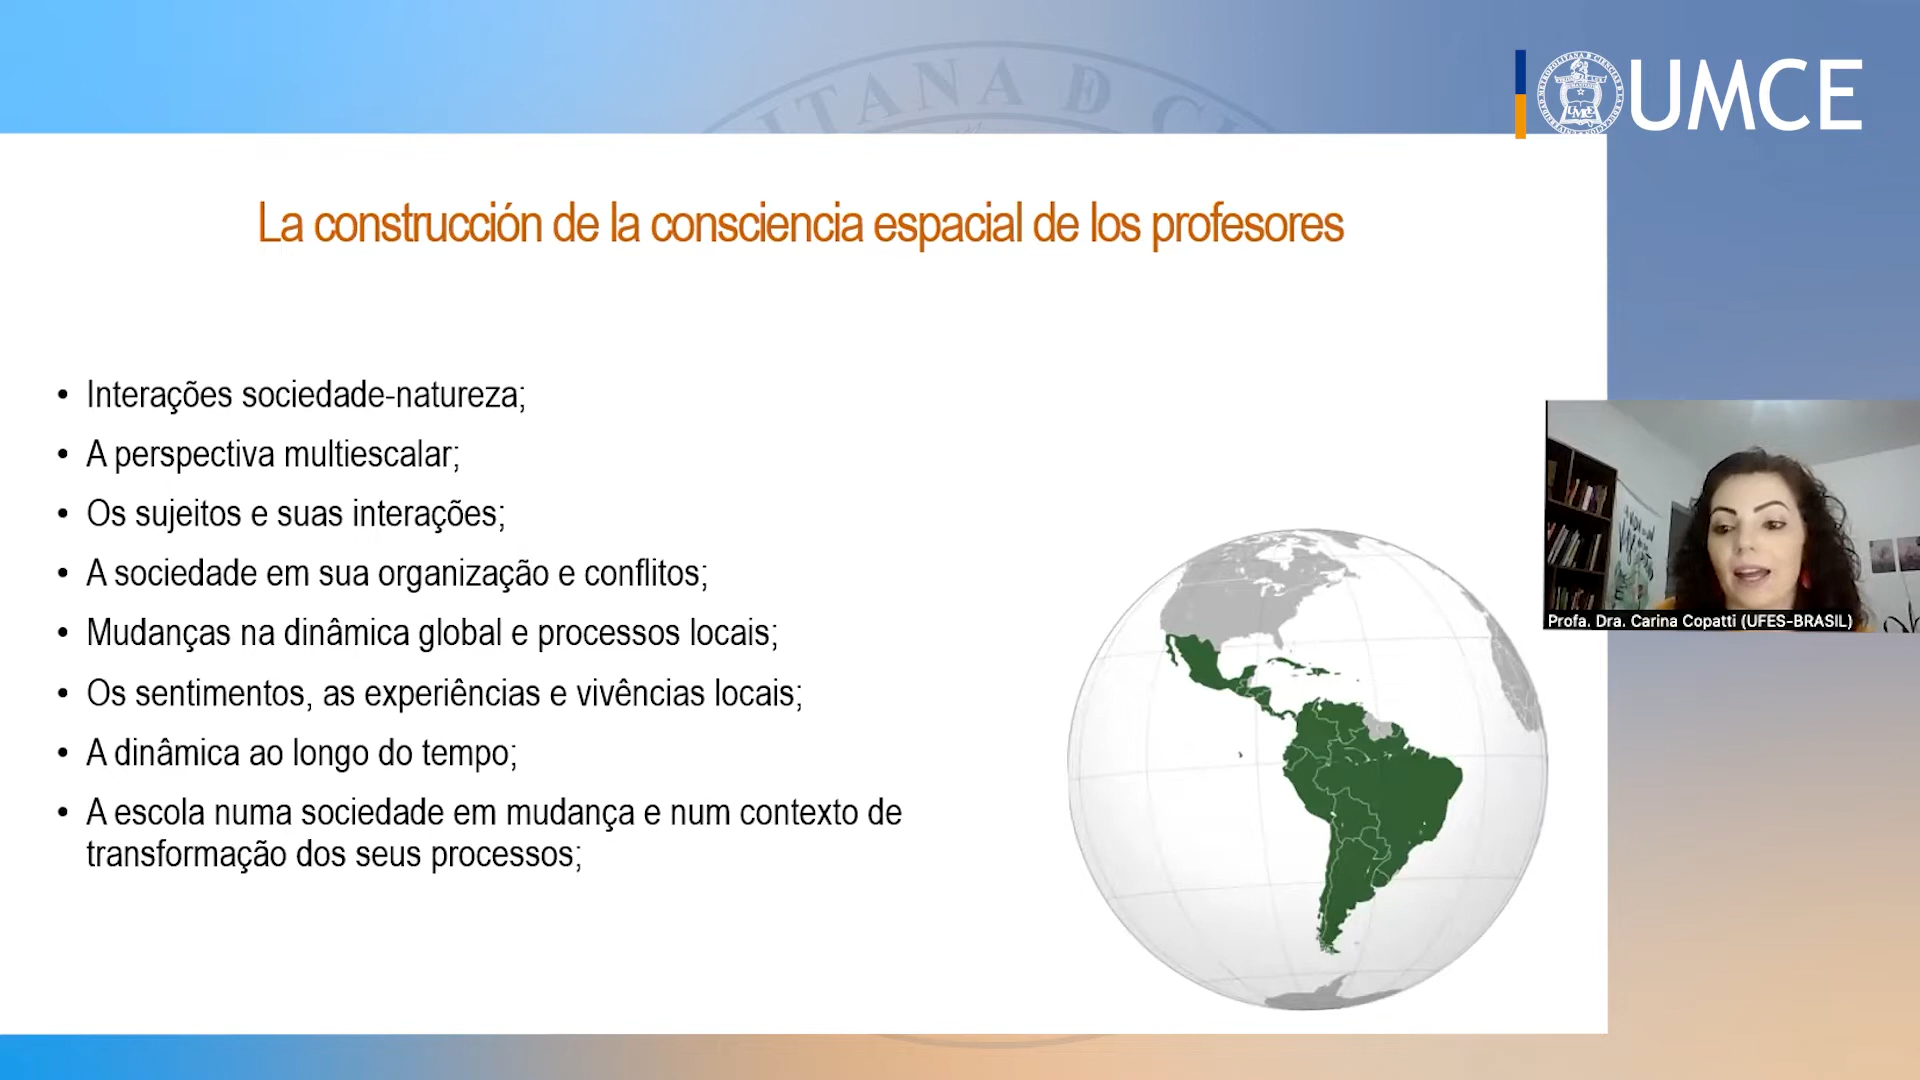 ITANA D CI
UMCE
La construcción de la consciencia espacial de los profesores
• Interações sociedade-natureza;
• A perspectiva multiescalar;
• Os sujeitos e suas interações;
• A sociedade em sua organização e conflitos;
• Mudanças na dinâmica global e processos locais;
• Os sentimentos, as experiências e vivências locais;
• A dinâmica ao longo do tempo;
• A escola numa sociedade em mudança e num contexto de
transformação dos seus processos;
Profa. Dra. Carina Copatti (UFES-BRASIL)